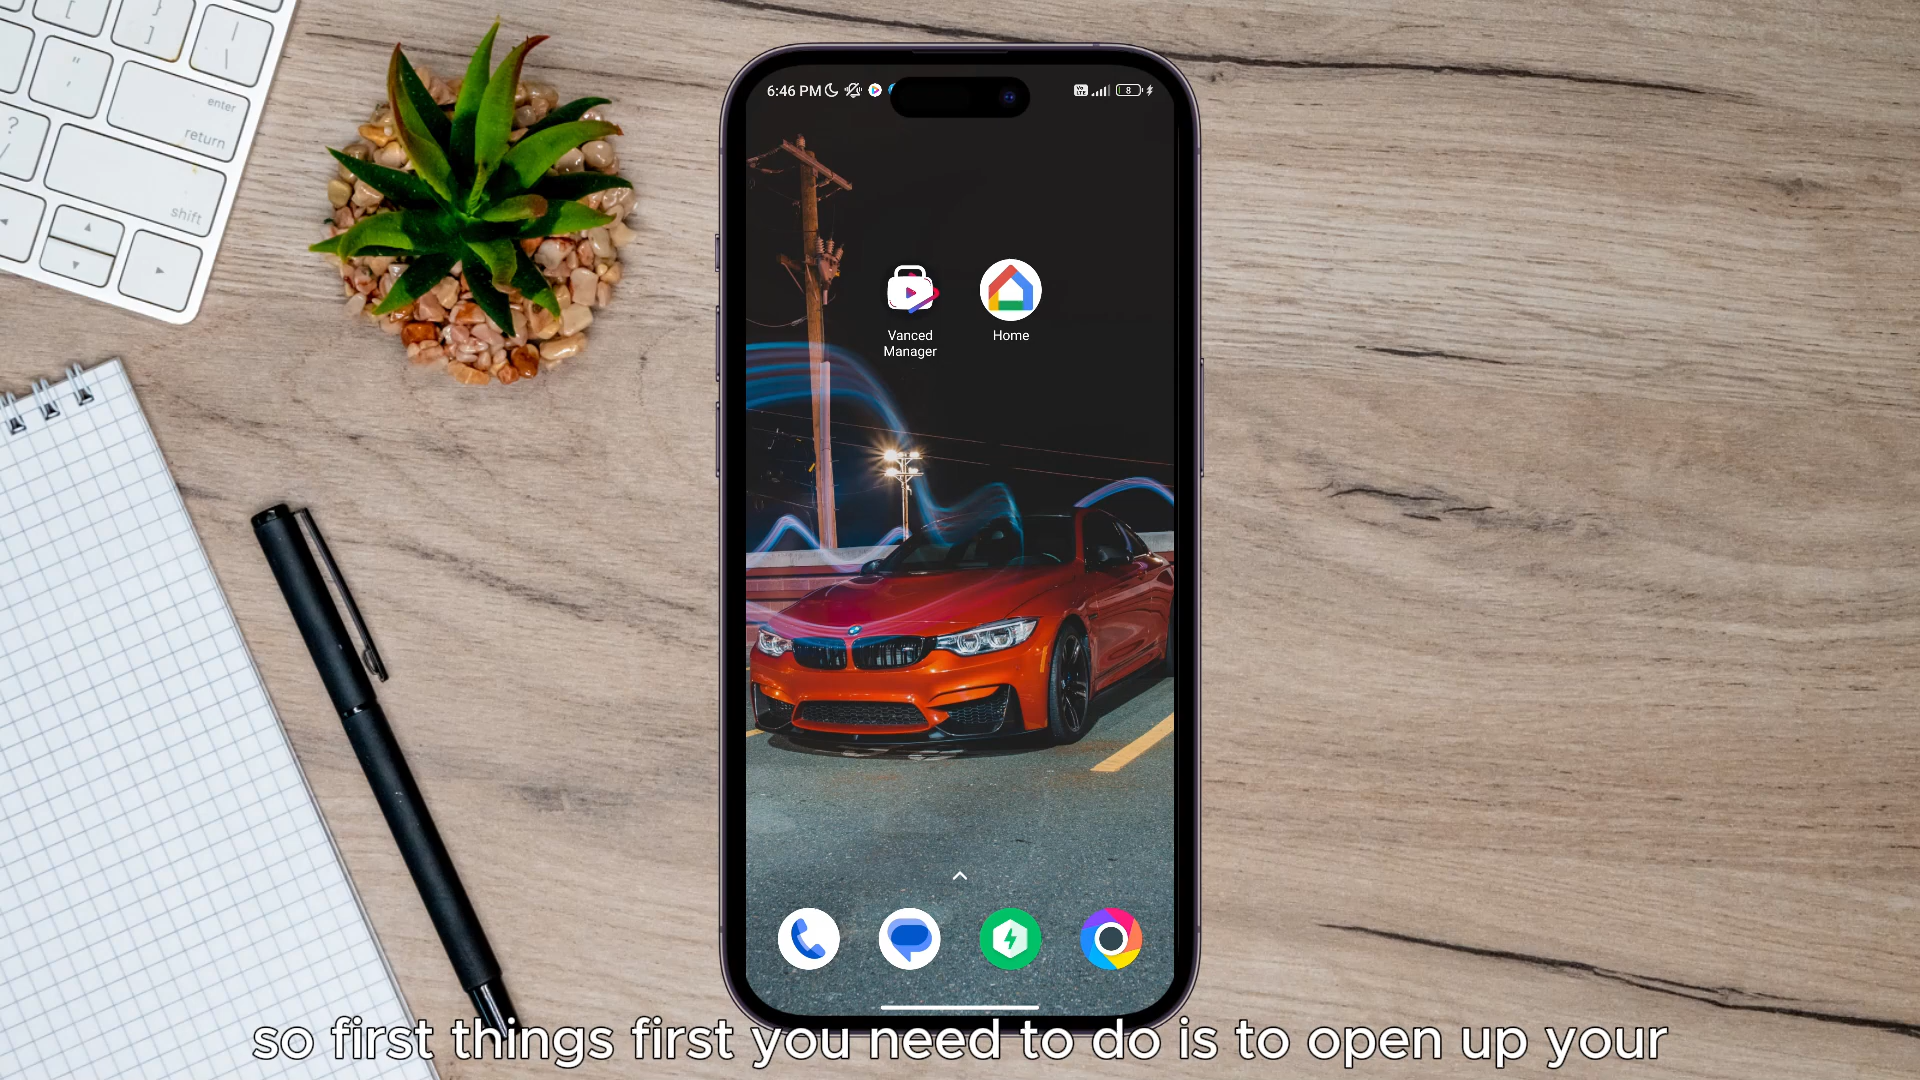 enter
return
shift
6:46 PM
8
Vanced
Manager
Home
so first things first you need to do is to open up your